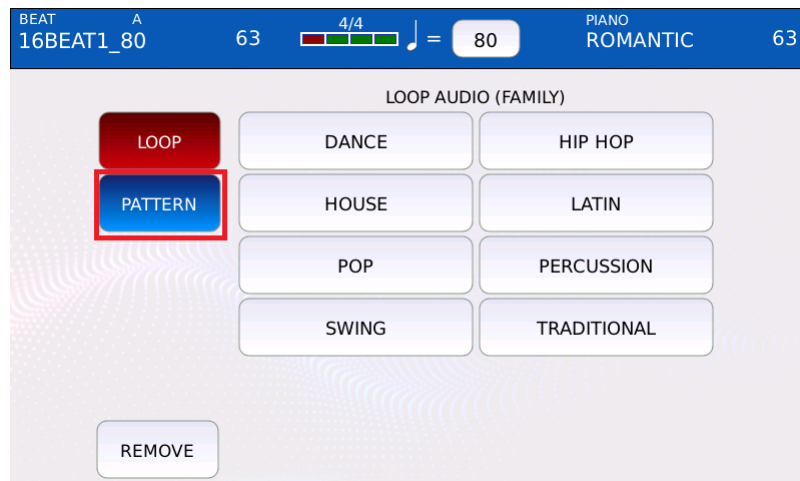 BEAT A
16BEAT1_80 63 4/4 = 80 PIANO
ROMANTIC 63
LOOP AUDIO (FAMILY)
LOOP DANCE HIP HOP
PATTERN HOUSE LATIN
POP PERCUSSION
SWING TRADITIONAL
REMOVE